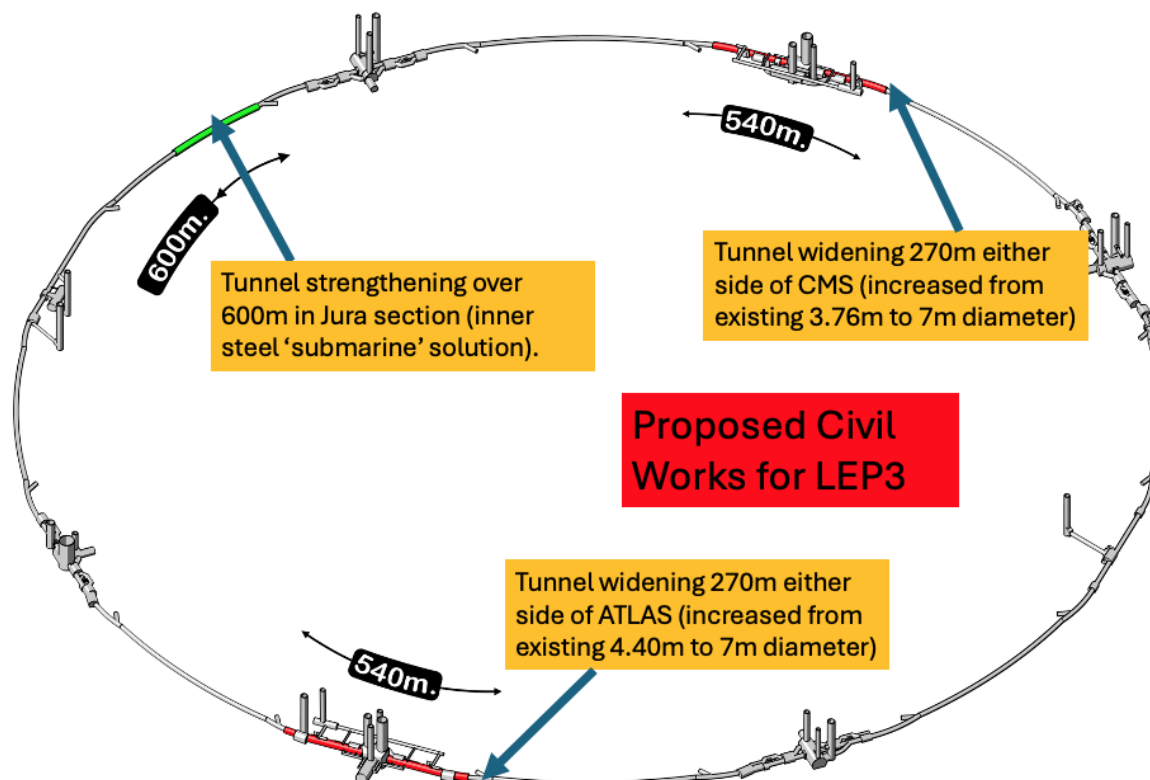 540m.
600m.
Tunnel widening 270m either
side of CMS (increased from
existing 3.76m to 7m diameter)
Tunnel strengthening over
600m in Jura section (inner
steel ‘submarine’ solution).
Proposed Civil
Works for LEP3
Tunnel widening 270m either
side of ATLAS (increased from
existing 4.40m to 7m diameter)
540m.